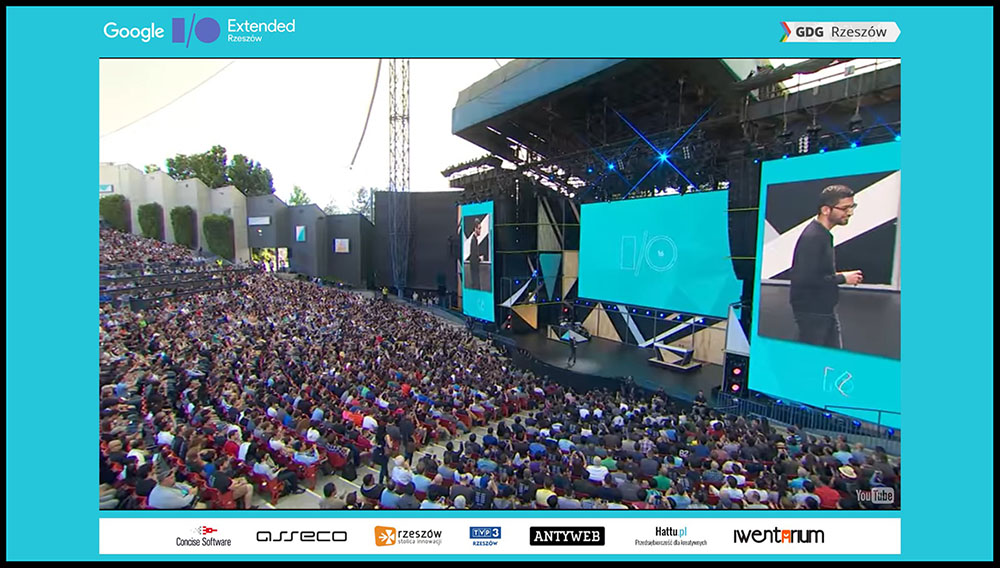 Google I/O Extended
Rzeszów
GDG Rzeszów
I/O
16
YouTube
Concise Software
asseco
rzeszów
stolica innowacji
TVP3
RZESZÓW
ANTYWEB
Hattu.pl
Przedsiębiorczość dla kreatywnych
IWENTARIUM